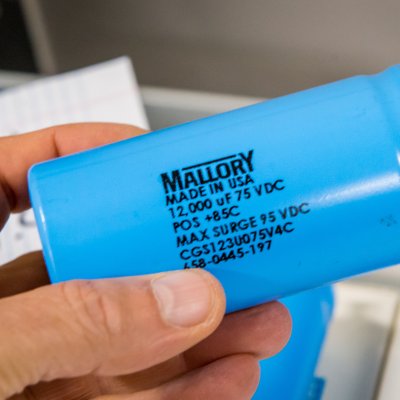 MALLORY
MADE IN USA
12,000 uF 75 VDC
POS +85C
MAX SURGE 95 VDC
CGS123U075V4C
658-0445-197